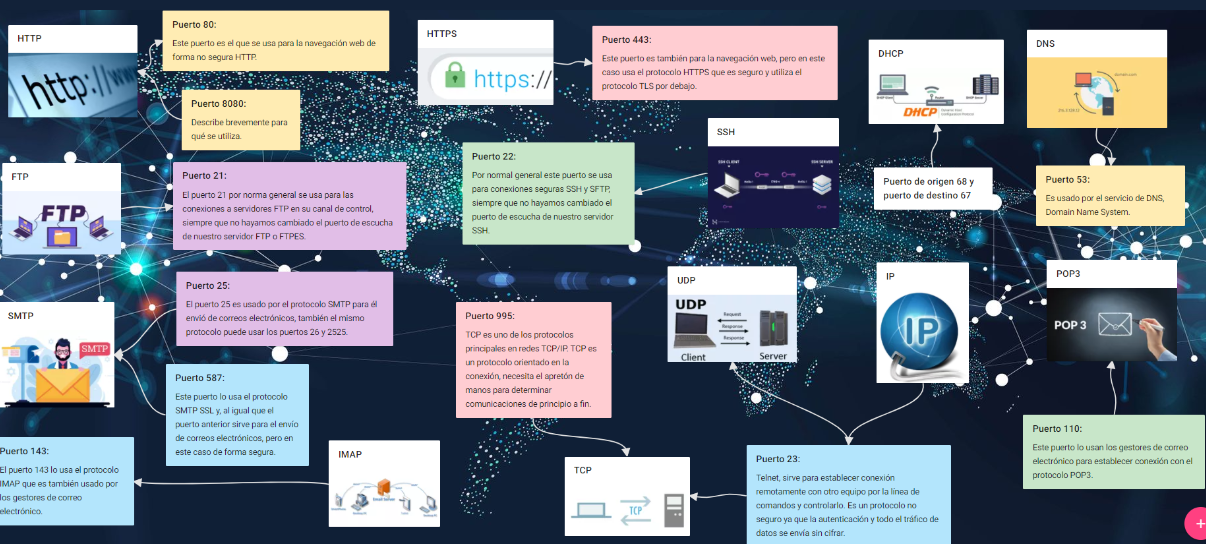 HTTP
http://www
Puerto 80:
Este puerto es el que se usa para la navegación web de
forma no segura HTTP.
Puerto 8080:
Describe brevemente para
qué se utiliza.
HTTPS
https://
Puerto 443:
Este puerto es también para la navegación web, pero en este
caso usa el protocolo HTTPS que es seguro y utiliza el
protocolo TLS por debajo.
DHCP
DHCP
DNS
FTP
FTP
Puerto 21:
El puerto 21 por norma general se usa para las
conexiones a servidores FTP en su canal de control,
siempre que no hayamos cambiado el puerto de escucha
de nuestro servidor FTP o FTPES.
Puerto 22:
Por normal general este puerto se usa
para conexiones seguras SSH y SFTP,
siempre que no hayamos cambiado el
puerto de escucha de nuestro servidor
SSH.
SSH
SSH CLIENT
SSH SERVER
Puerto de origen 68 y
puerto de destino 67
Puerto 53:
Es usado por el servicio de DNS,
Domain Name System.
SMTP
SMTP
Puerto 25:
El puerto 25 es usado por el protocolo SMTP para él
envió de correos electrónicos, también el mismo
protocolo puede usar los puertos 26 y 2525.
Puerto 587:
Este puerto lo usa el protocolo
SMTP SSL y, al igual que el
puerto anterior sirve para el envío
de correos electrónicos, pero en
este caso de forma segura.
Puerto 995:
TCP es uno de los protocolos
principales en redes TCP/IP. TCP es
un protocolo orientado en la
conexión, necesita el apretón de
manos para determinar
comunicaciones de principio a fin.
UDP
UDP
Request
Response
Response
Client
Server
IP
IP
POP3
POP 3
Puerto 143:
El puerto 143 lo usa el protocolo
IMAP que es también usado por
los gestores de correo
electrónico.
IMAP
TCP
TCP
Puerto 23:
Telnet, sirve para establecer conexión
remotamente con otro equipo por la línea de
comandos y controlarlo. Es un protocolo no
seguro ya que la autenticación y todo el tráfico de
datos se envía sin cifrar.
Puerto 110:
Este puerto lo usan los gestores de correo
electrónico para establecer conexión con el
protocolo POP3.
+